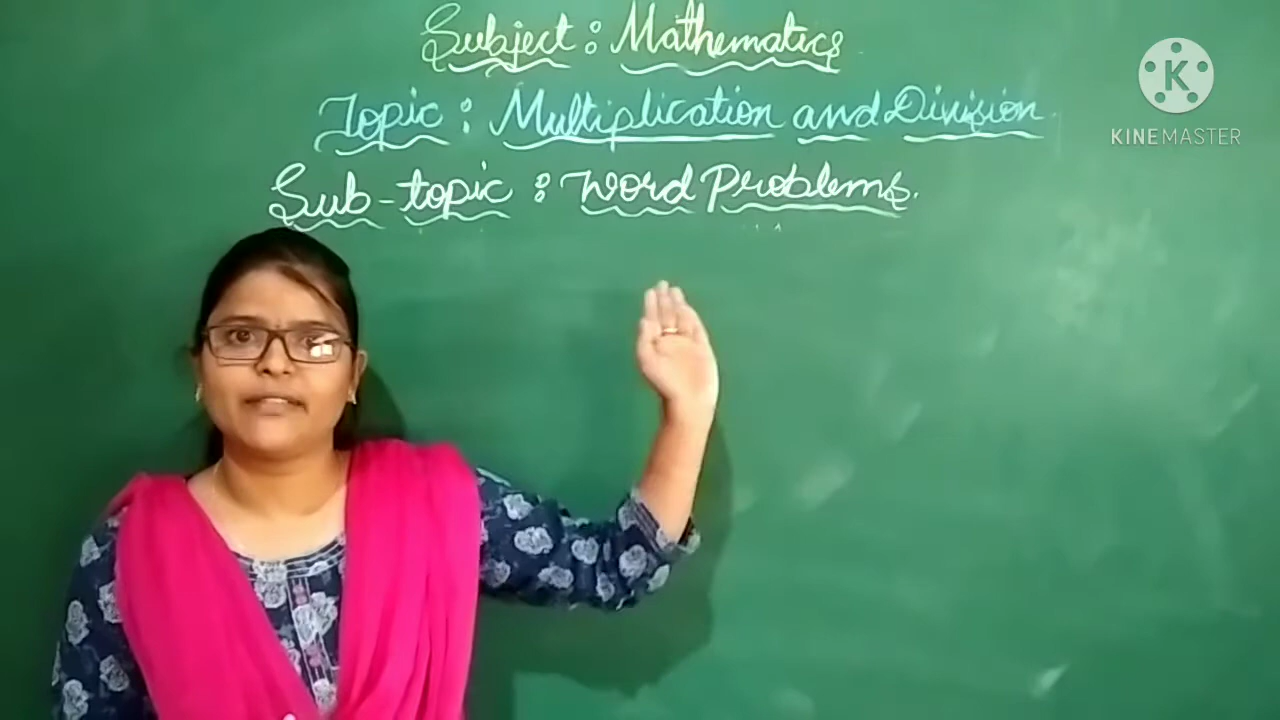 Subject : Mathematics
Topic : Multiplication and Division.
Sub-topic : Word Problems.
K
KINEMASTER